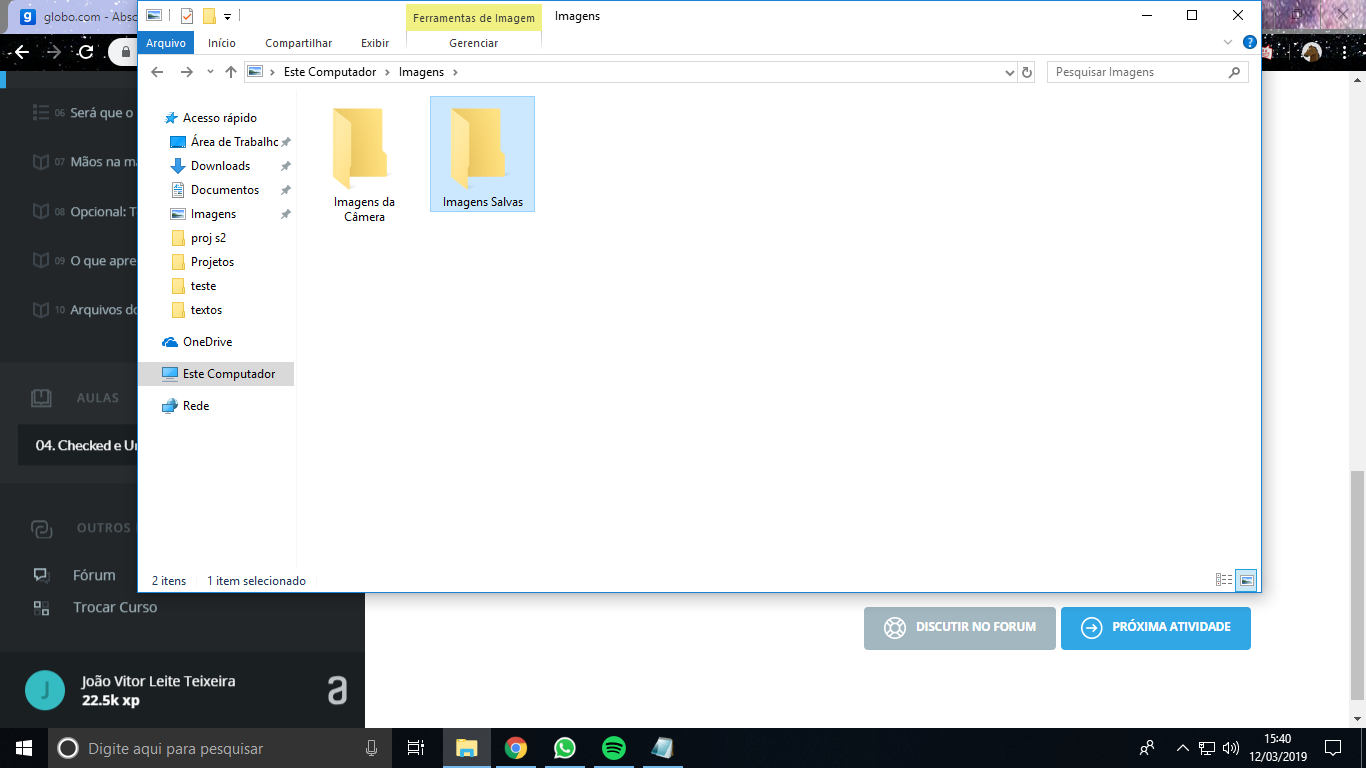 globo.com - Absc
Ferramentas de Imagem
Imagens
Arquivo
Início
Compartilhar
Exibir
Gerenciar
Este Computador > Imagens >
Pesquisar Imagens
Acesso rápido
Área de Trabalho
Downloads
Documentos
Imagens
proj s2
Projetos
teste
textos
OneDrive
Este Computador
Rede
Imagens da
Câmera
Imagens Salvas
2 itens
1 item selecionado
06 Será que o
07 Mãos na ma
08 Opcional: T
09 O que apre
10 Arquivos do
AULAS
04. Checked e Un
OUTROS
Fórum
Trocar Curso
J
João Vitor Leite Teixeira
22.5k xp
a
DISCUTIR NO FORUM
PRÓXIMA ATIVIDADE
Digite aqui para pesquisar
15:40
12/03/2019